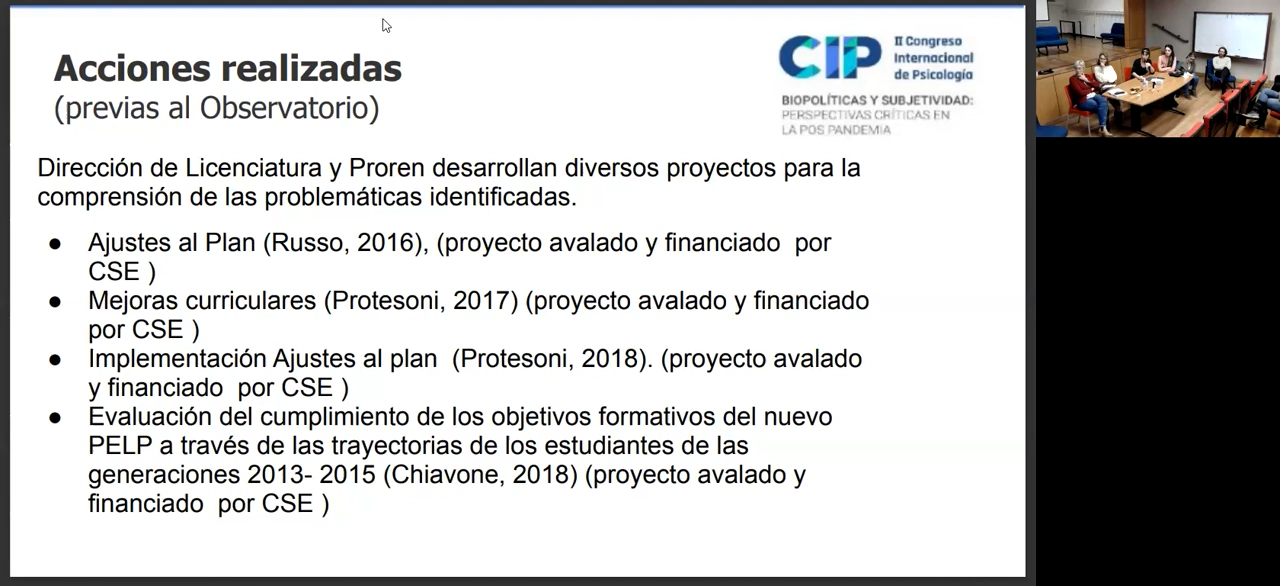 Acciones realizadas
(previas al Observatorio)
CIP
II Congreso
Internacional
de Psicología
BIOPOLÍTICAS Y SUBJETIVIDAD:
PERSPECTIVAS CRÍTICAS EN
LA POS PANDEMIA
Dirección de Licenciatura y Proren desarrollan diversos proyectos para la
comprensión de las problemáticas identificadas.
● Ajustes al Plan (Russo, 2016), (proyecto avalado y financiado  por
CSE )
● Mejoras curriculares (Protesoni, 2017) (proyecto avalado y financiado
por CSE )
● Implementación Ajustes al plan  (Protesoni, 2018). (proyecto avalado
y financiado  por CSE )
● Evaluación del cumplimiento de los objetivos formativos del nuevo
PELP a través de las trayectorias de los estudiantes de las
generaciones 2013- 2015 (Chiavone, 2018) (proyecto avalado y
financiado  por CSE )